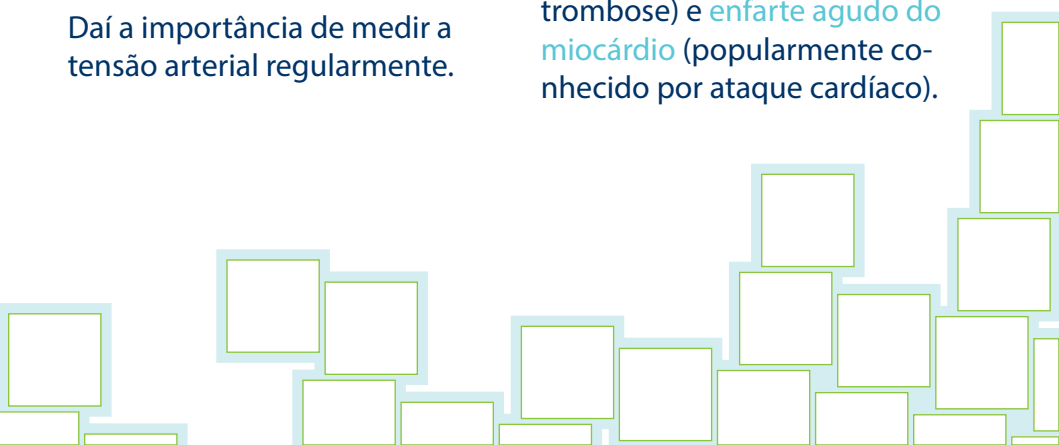 Daí a importância de medir a
tensão arterial regularmente.
trombose) e enfarte agudo do
miocárdio (popularmente co-
nhecido por ataque cardíaco).